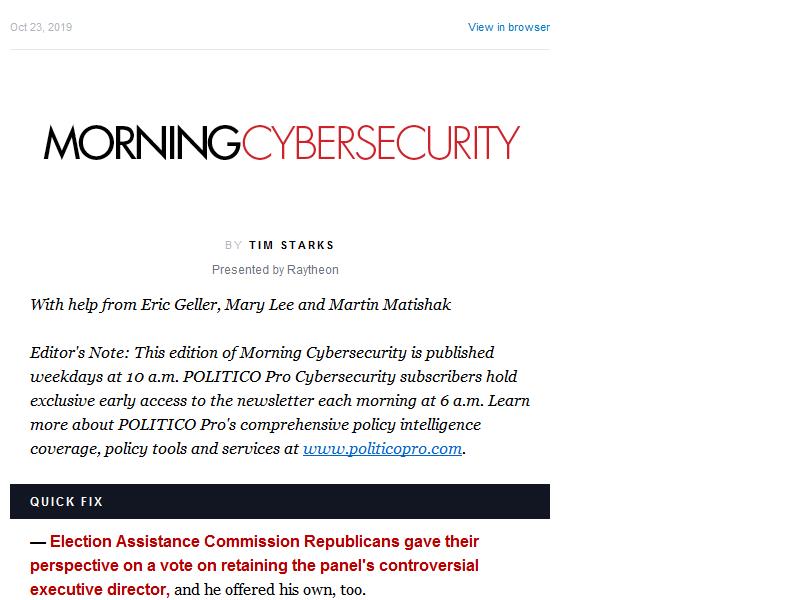 Oct 23, 2019
View in browser
MORNINGCYBERSECURITY
BY TIM STARKS
Presented by Raytheon
With help from Eric Geller, Mary Lee and Martin Matishak
Editor's Note: This edition of Morning Cybersecurity is published
weekdays at 10 a.m. POLITICO Pro Cybersecurity subscribers hold
exclusive early access to the newsletter each morning at 6 a.m. Learn
more about POLITICO Pro's comprehensive policy intelligence
coverage, policy tools and services at www.politicopro.com.
QUICK FIX
— Election Assistance Commission Republicans gave their
perspective on a vote on retaining the panel's controversial
executive director, and he offered his own, too.